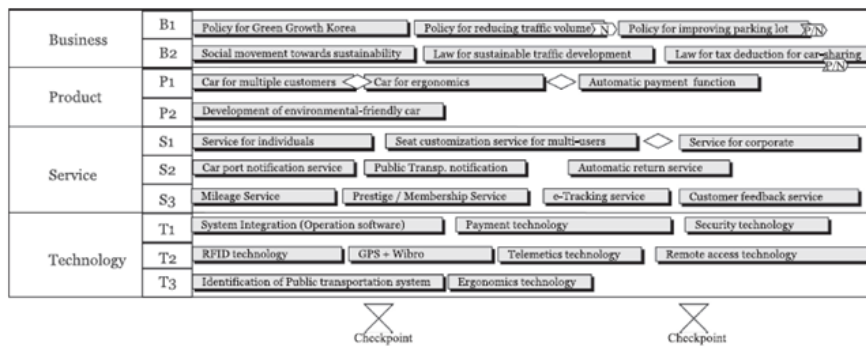 Business
B1
Policy for Green Growth Korea
Policy for reducing traffic volume
N
Policy for improving parking lot
P/N
B2
Social movement towards sustainability
Law for sustainable traffic development
Law for tax deduction for car-sharing
P/N
Product
P1
Car for multiple customers
Car for ergonomics
Automatic payment function
P2
Development of environmental-friendly car
Service
S1
Service for individuals
Seat customization service for multi-users
Service for corporate
S2
Car port notification service
Public Transp. notification
Automatic return service
S3
Mileage Service
Prestige / Membership Service
e-Tracking service
Customer feedback service
Technology
T1
System Integration (Operation software)
Payment technology
Security technology
T2
RFID technology
GPS + Wibro
Telemetics technology
Remote access technology
T3
Identification of Public transportation system
Ergonomics technology
Checkpoint
Checkpoint